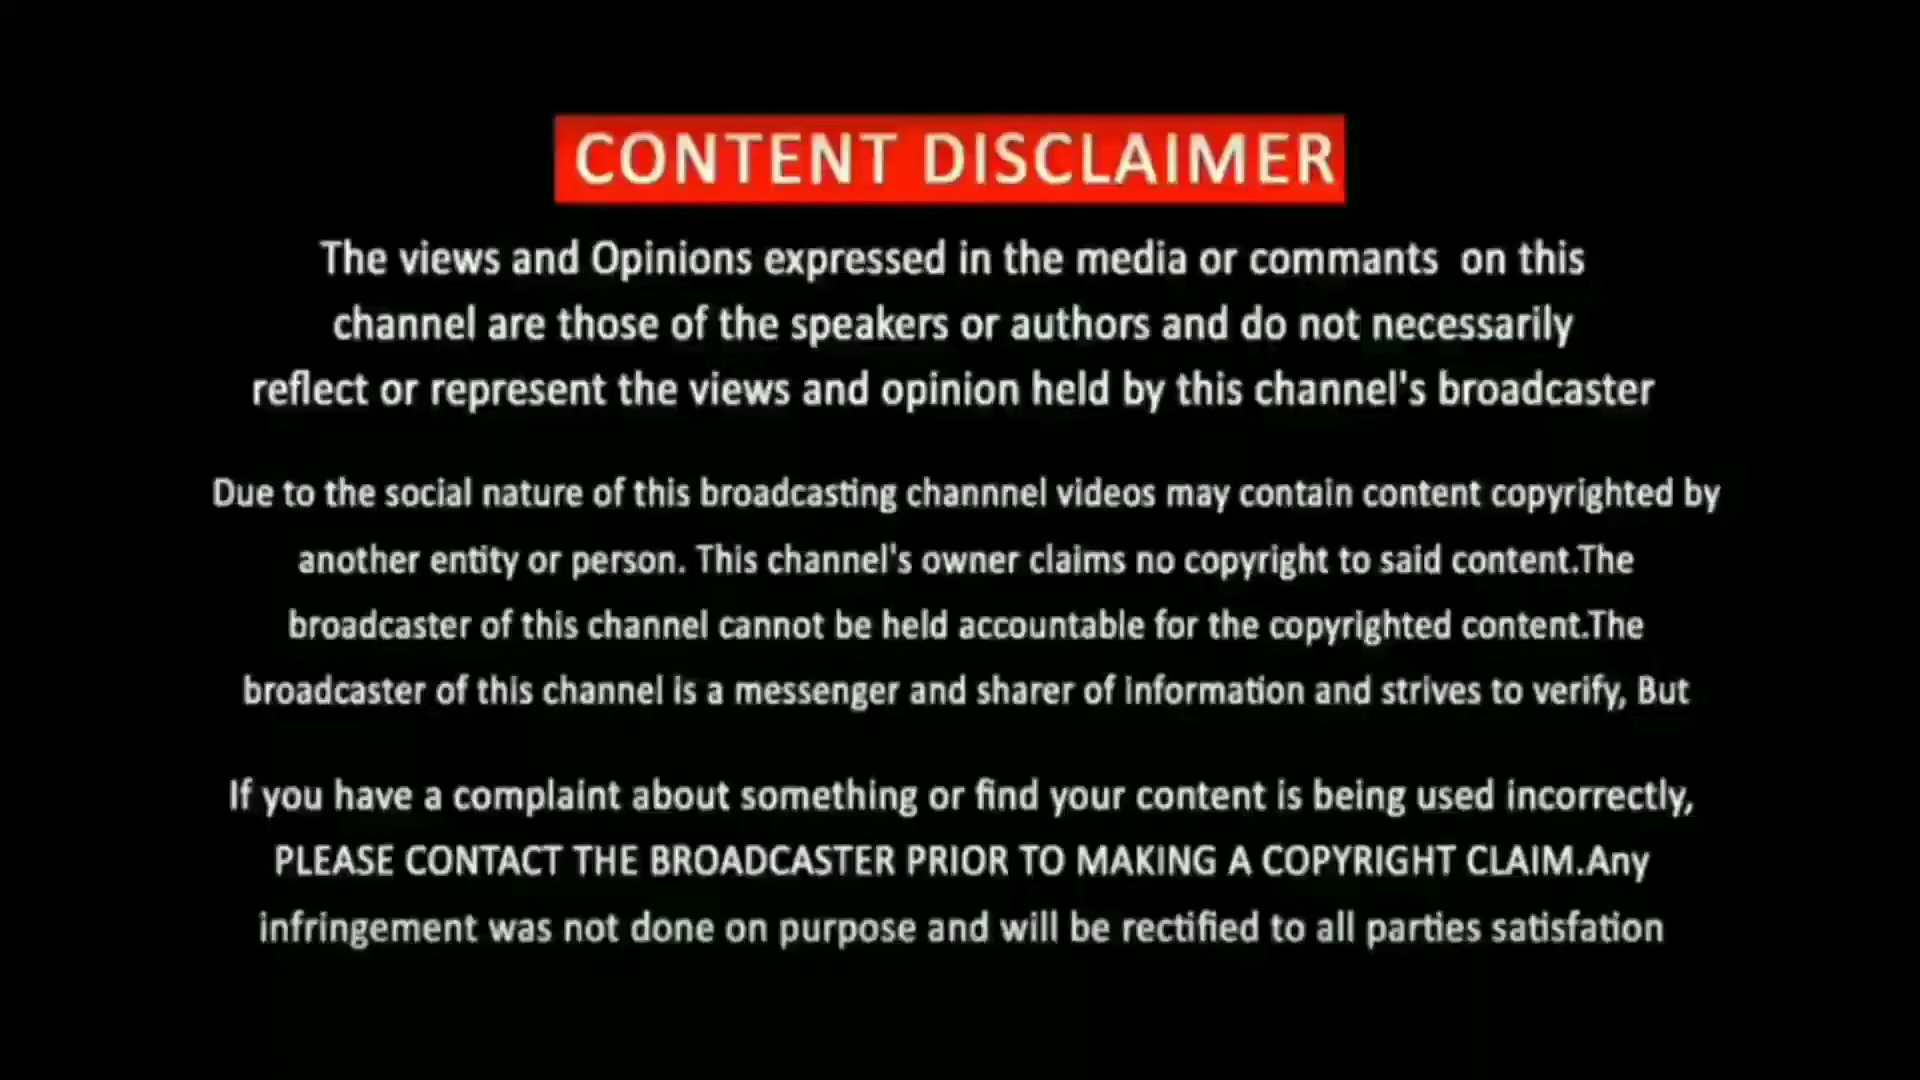 CONTENT DISCLAIMER
The views and Opinions expressed in the media or commants on this
channel are those of the speakers or authors and do not necessarily
reflect or represent the views and opinion held by this channel's broadcaster
Due to the social nature of this broadcasting channnel videos may contain content copyrighted by
another entity or person. This channel's owner claims no copyright to said content.The
broadcaster of this channel cannot be held accountable for the copyrighted content.The
broadcaster of this channel is a messenger and sharer of information and strives to verify, But
If you have a complaint about something or find your content is being used incorrectly,
PLEASE CONTACT THE BROADCASTER PRIOR TO MAKING A COPYRIGHT CLAIM.Any
infringement was not done on purpose and will be rectified to all parties satisfation